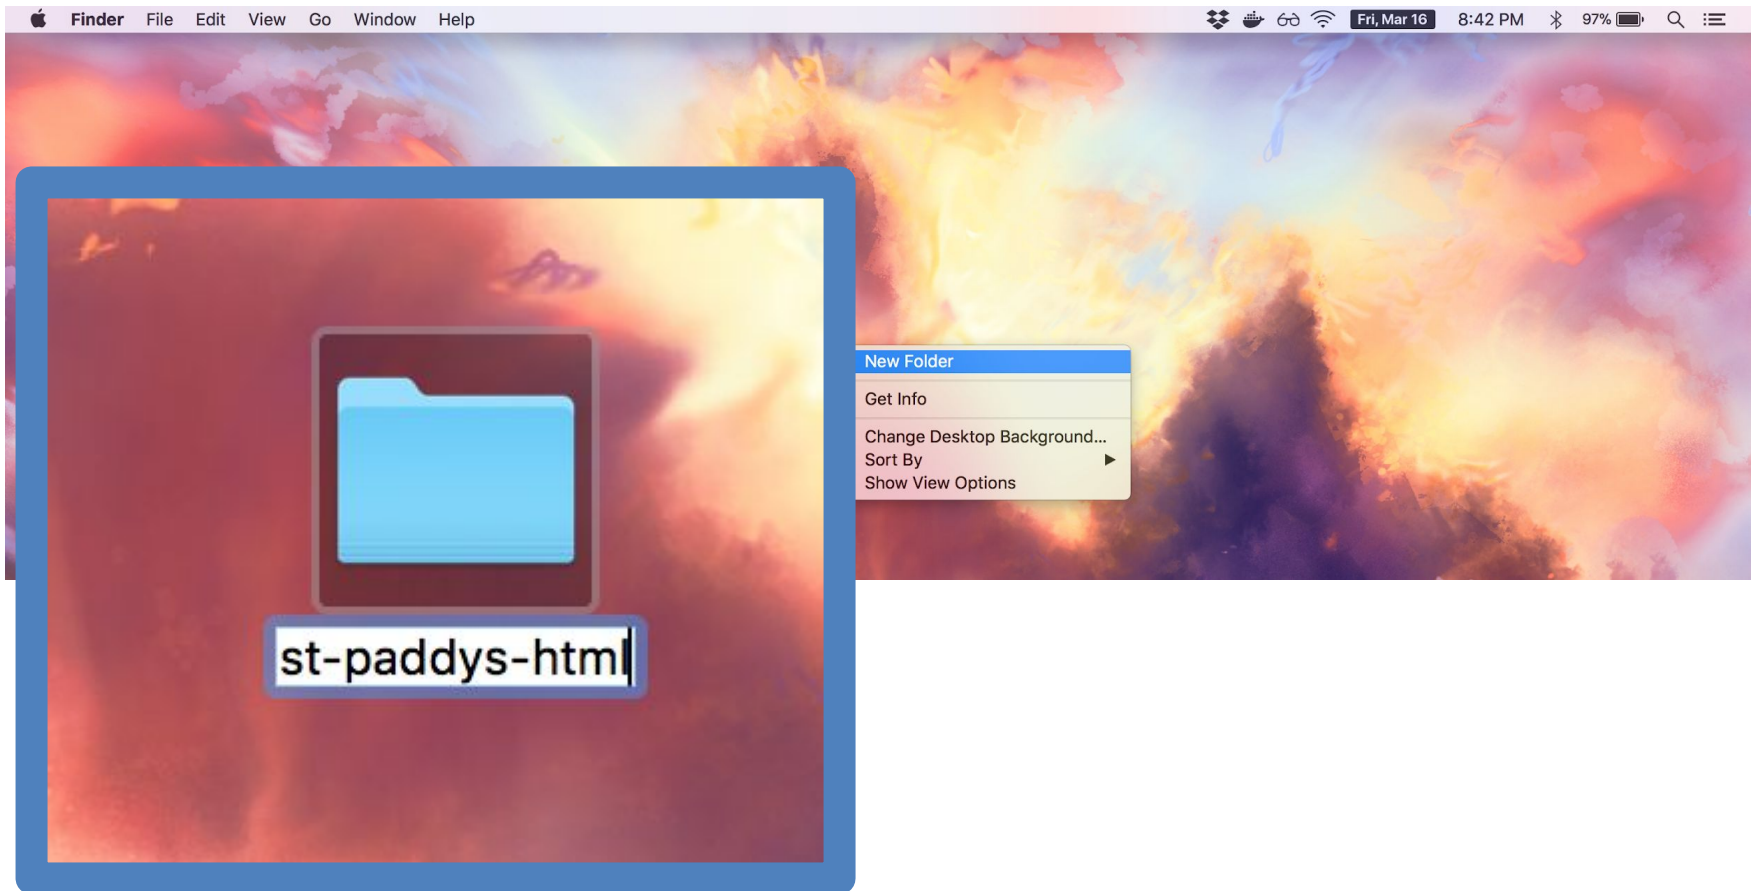 Finder File Edit View Go Window Help Fri, Mar 16 8:42 PM 97%
New Folder
Get Info
Change Desktop Background...
Sort By
Show View Options
st-paddys-html